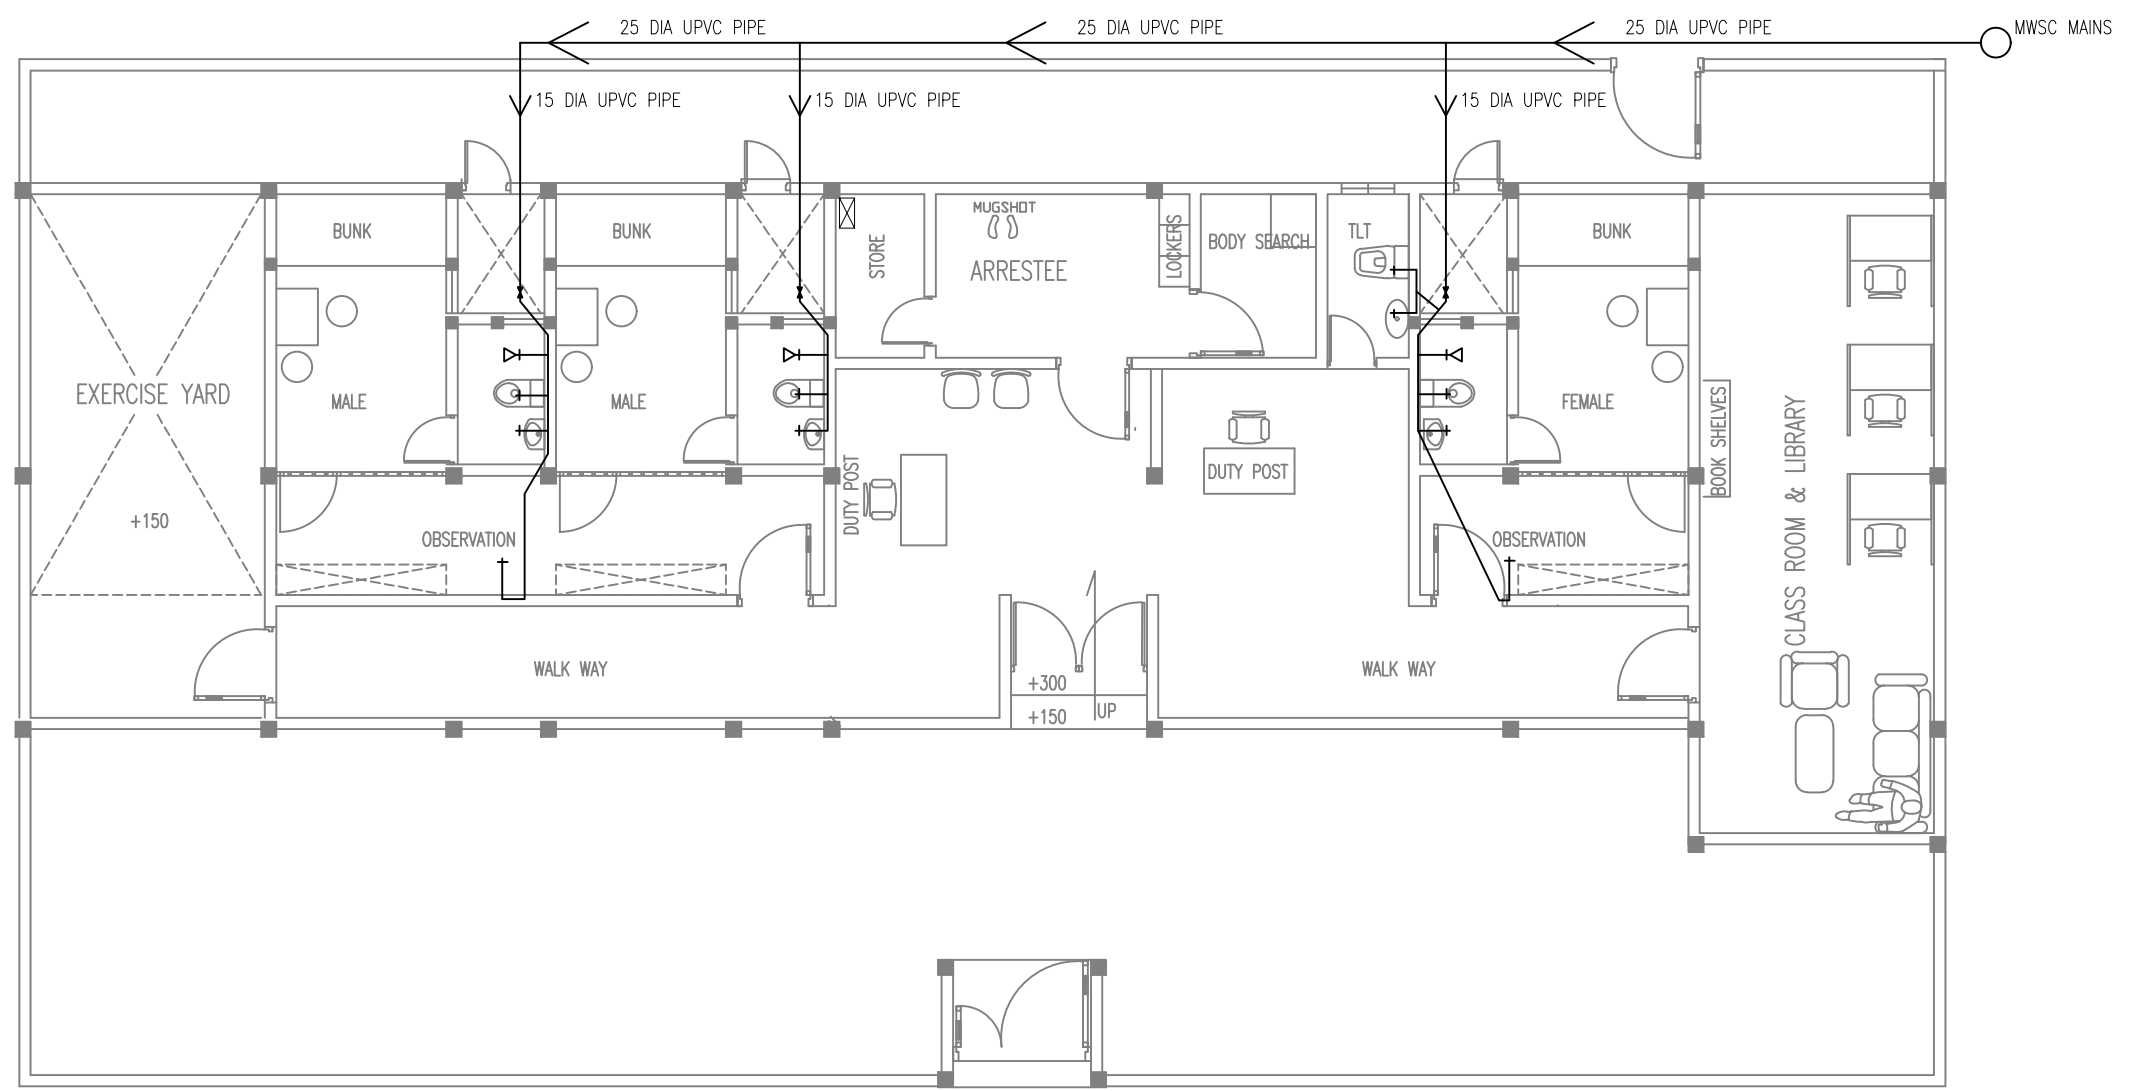 25 DIA UPVC PIPE
25 DIA UPVC PIPE
25 DIA UPVC PIPE
MWSC MAINS
15 DIA UPVC PIPE
15 DIA UPVC PIPE
15 DIA UPVC PIPE
BUNK
BUNK
STORE
MUGSHOT
ARRESTEE
LOCKERS
BODY SEARCH
TLT
BUNK
EXERCISE YARD
MALE
MALE
FEMALE
BOOK SHELVES
CLASS ROOM & LIBRARY
DUTY POST
DUTY POST
+150
OBSERVATION
OBSERVATION
WALK WAY
+300
+150
UP
WALK WAY